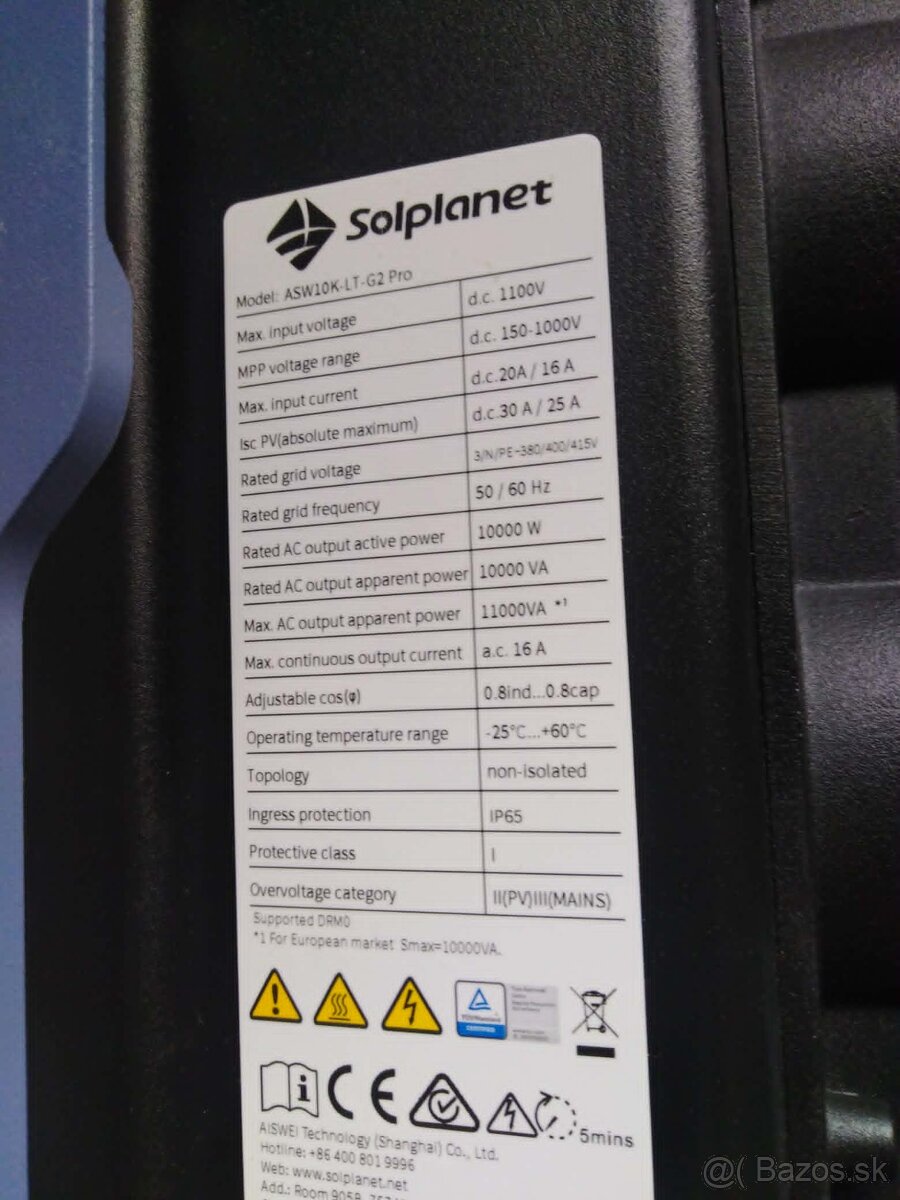 Solplanet
Model: ASW10K-LT-G2 Pro
Max. input voltage d.c. 1100V
MPP voltage range d.c. 150-1000V
Max. input current d.c.20A / 16 A
Isc PV(absolute maximum) d.c.30 A / 25 A
Rated grid voltage 3/N/PE~380/400/415V
Rated grid frequency 50 / 60 Hz
Rated AC output active power 10000 W
Rated AC output apparent power 10000 VA
Max. AC output apparent power 11000VA *1
Max. continuous output current a.c. 16 A
Adjustable cos(φ) 0.8ind...0.8cap
Operating temperature range -25°C...+60°C
Topology non-isolated
Ingress protection IP65
Protective class I
Overvoltage category II(PV)III(MAINS)
Supported DRM0
*1 For European market Smax=10000VA.
CERTIFIED
CE
5mins
AISWEI Technology (Shanghai) Co., Ltd.
Hotline: +86 400 801 9996
Web: www.solplanet.net
Add.: Room 905B,
@( Bazos.sk